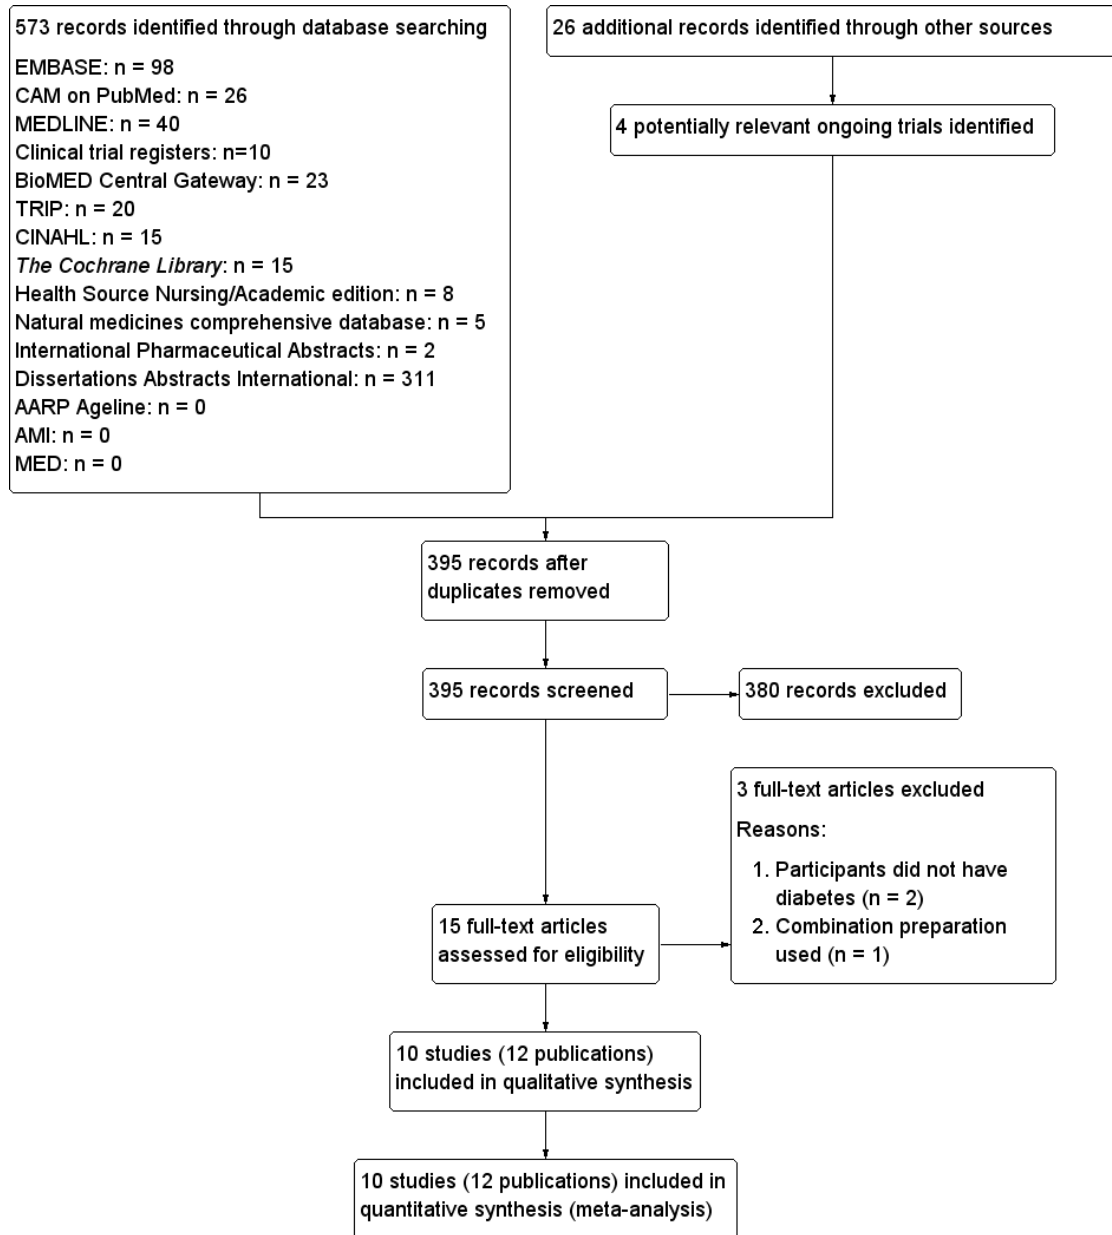 573 records identified through database searching
EMBASE: n = 98
CAM on PubMed: n = 26
MEDLINE: n = 40
Clinical trial registers: n=10
BioMED Central Gateway: n = 23
TRIP: n = 20
CINAHL: n = 15
The Cochrane Library: n = 15
Health Source Nursing/Academic edition: n = 8
Natural medicines comprehensive database: n = 5
International Pharmaceutical Abstracts: n = 2
Dissertations Abstracts International: n = 311
AARP Ageline: n = 0
AMI: n = 0
MED: n = 0
26 additional records identified through other sources
4 potentially relevant ongoing trials identified
395 records after
duplicates removed
395 records screened
380 records excluded
3 full-text articles excluded
Reasons:
1. Participants did not have
diabetes (n = 2)
2. Combination preparation
used (n = 1)
15 full-text articles
assessed for eligibility
10 studies (12 publications)
included in qualitative synthesis
10 studies (12 publications) included in
quantitative synthesis (meta-analysis)